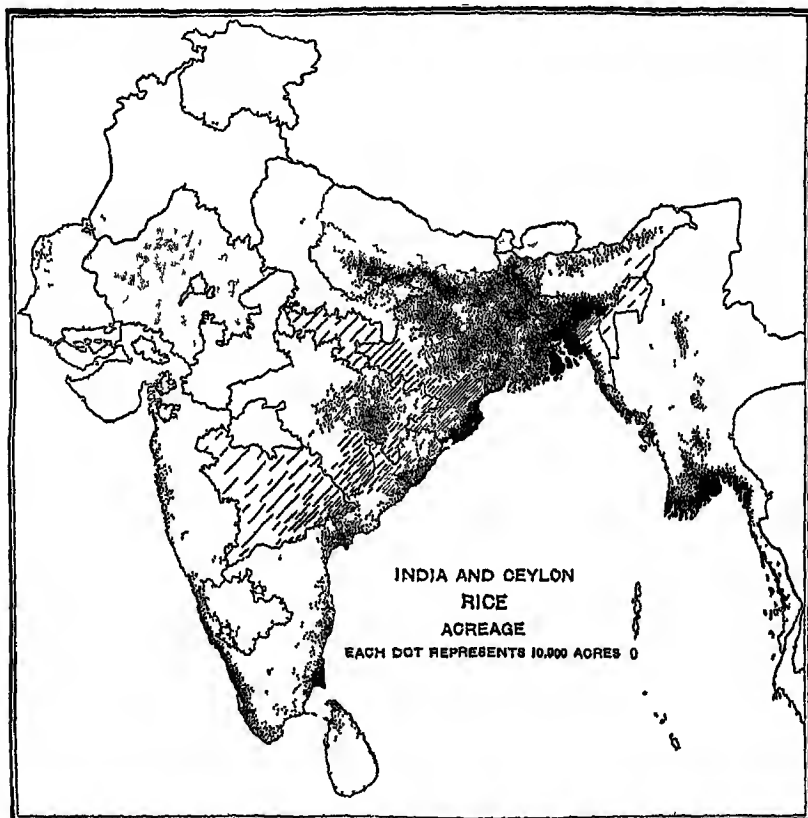 INDIA AND CEYLON
RICE
ACREAGE
EACH DOT REPRESENTS 10,000 ACRES